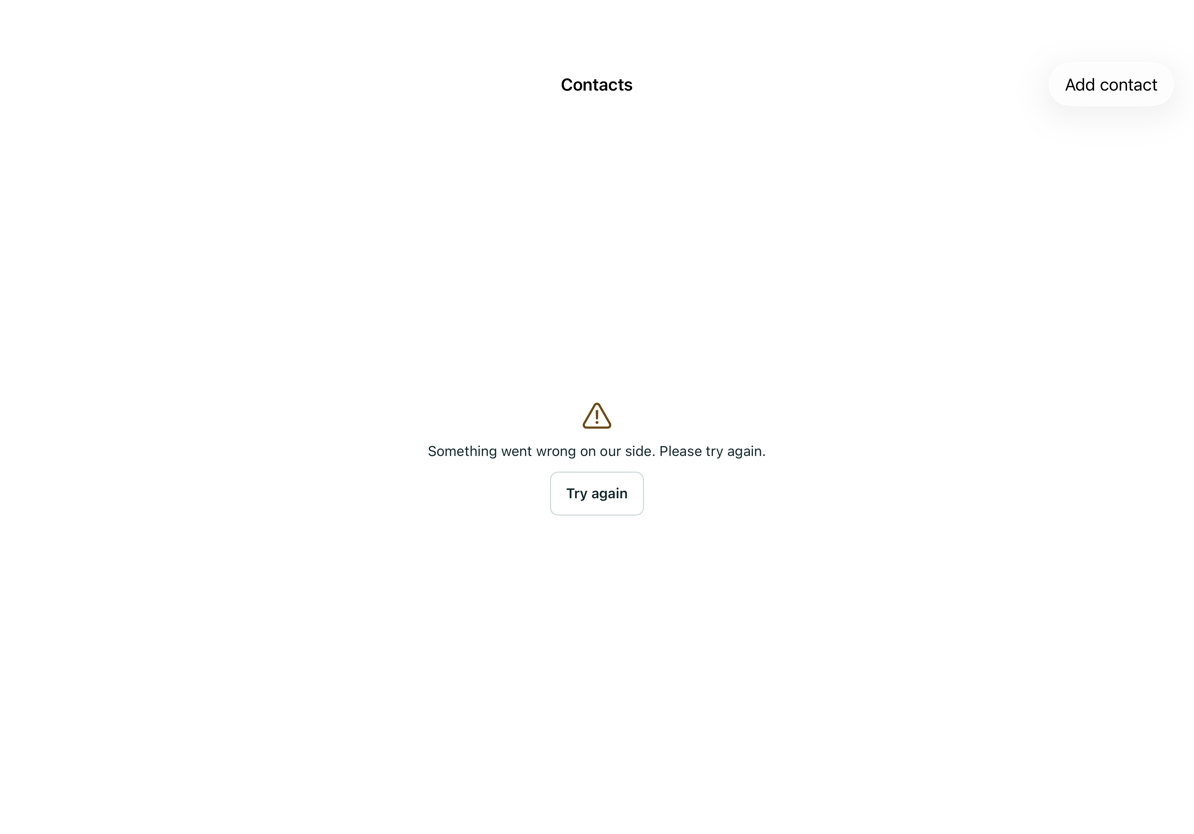 Contacts
Add contact
Something went wrong on our side. Please try again.
Try again